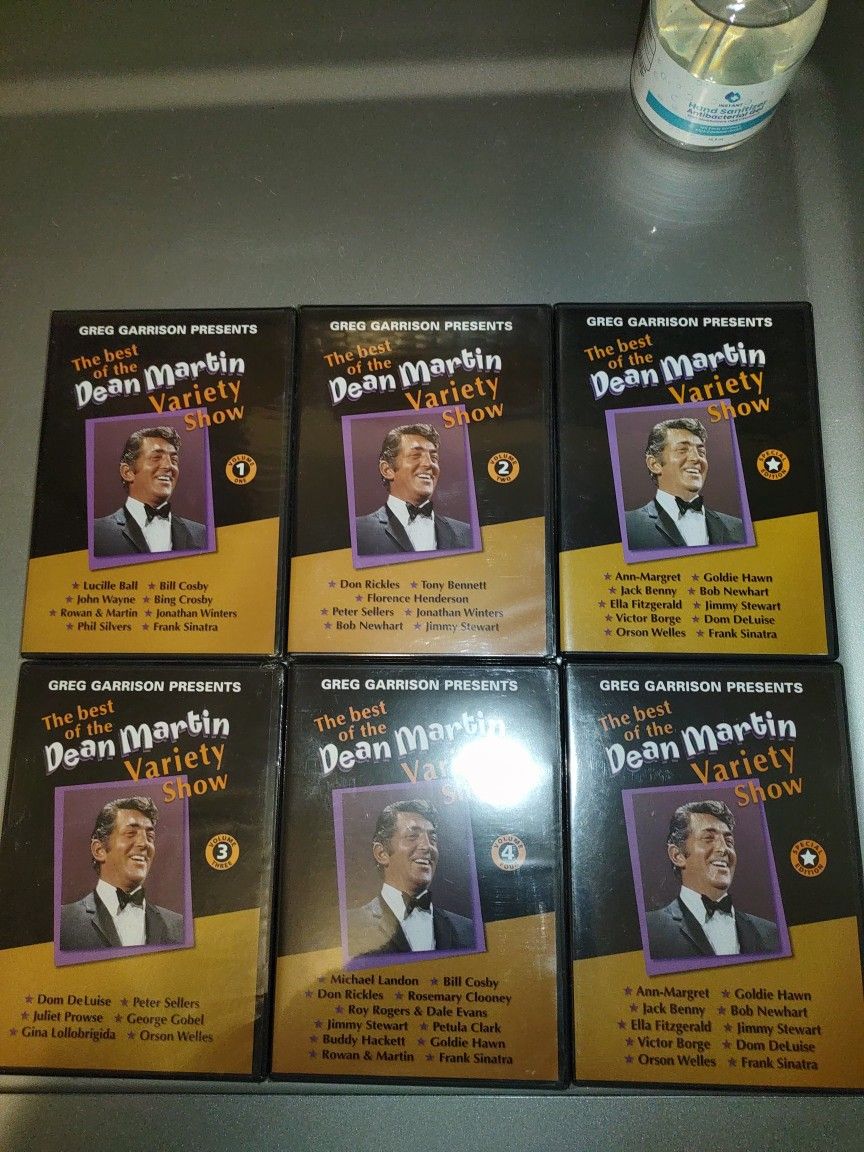 INSTANT
Hand Sanitizer
Antibacterial Gel
GREG GARRISON PRESENTS
The best
of the
Dean Martin
Variety
Show
VOLUME
1
ONE
★ Lucille Ball ★ Bill Cosby
★ John Wayne ★ Bing Crosby
★ Rowan & Martin ★ Jonathan Winters
★ Phil Silvers ★ Frank Sinatra
GREG GARRISON PRESENTS
The best
of the
Dean Martin
Variety
Show
VOLUME
2
TWO
★ Don Rickles ★ Tony Bennett
★ Florence Henderson
★ Peter Sellers ★ Jonathan Winters
★ Bob Newhart ★ Jimmy Stewart
GREG GARRISON PRESENTS
The best
of the
Dean Martin
Variety
Show
SPECIAL
EDITION
★ Ann-Margret ★ Goldie Hawn
★ Jack Benny ★ Bob Newhart
★ Ella Fitzgerald ★ Jimmy Stewart
★ Victor Borge ★ Dom DeLuise
★ Orson Welles ★ Frank Sinatra
GREG GARRISON PRESENTS
The best
of the
Dean Martin
Variety
Show
VOLUME
3
THREE
★ Dom DeLuise ★ Peter Sellers
★ Juliet Prowse ★ George Gobel
★ Gina Lollobrigida ★ Orson Welles
GREG GARRISON PRESENTS
The best
of the
Dean Martin
Variety
Show
VOLUME
4
FOUR
★ Michael Landon ★ Bill Cosby
★ Don Rickles ★ Rosemary Clooney
★ Roy Rogers & Dale Evans
★ Jimmy Stewart ★ Petula Clark
★ Buddy Hackett ★ Goldie Hawn
★ Rowan & Martin ★ Frank Sinatra
GREG GARRISON PRESENTS
The best
of the
Dean Martin
Variety
Show
SPECIAL
EDITION
★ Ann-Margret ★ Goldie Hawn
★ Jack Benny ★ Bob Newhart
★ Ella Fitzgerald ★ Jimmy Stewart
★ Victor Borge ★ Dom DeLuise
★ Orson Welles ★ Frank Sinatra